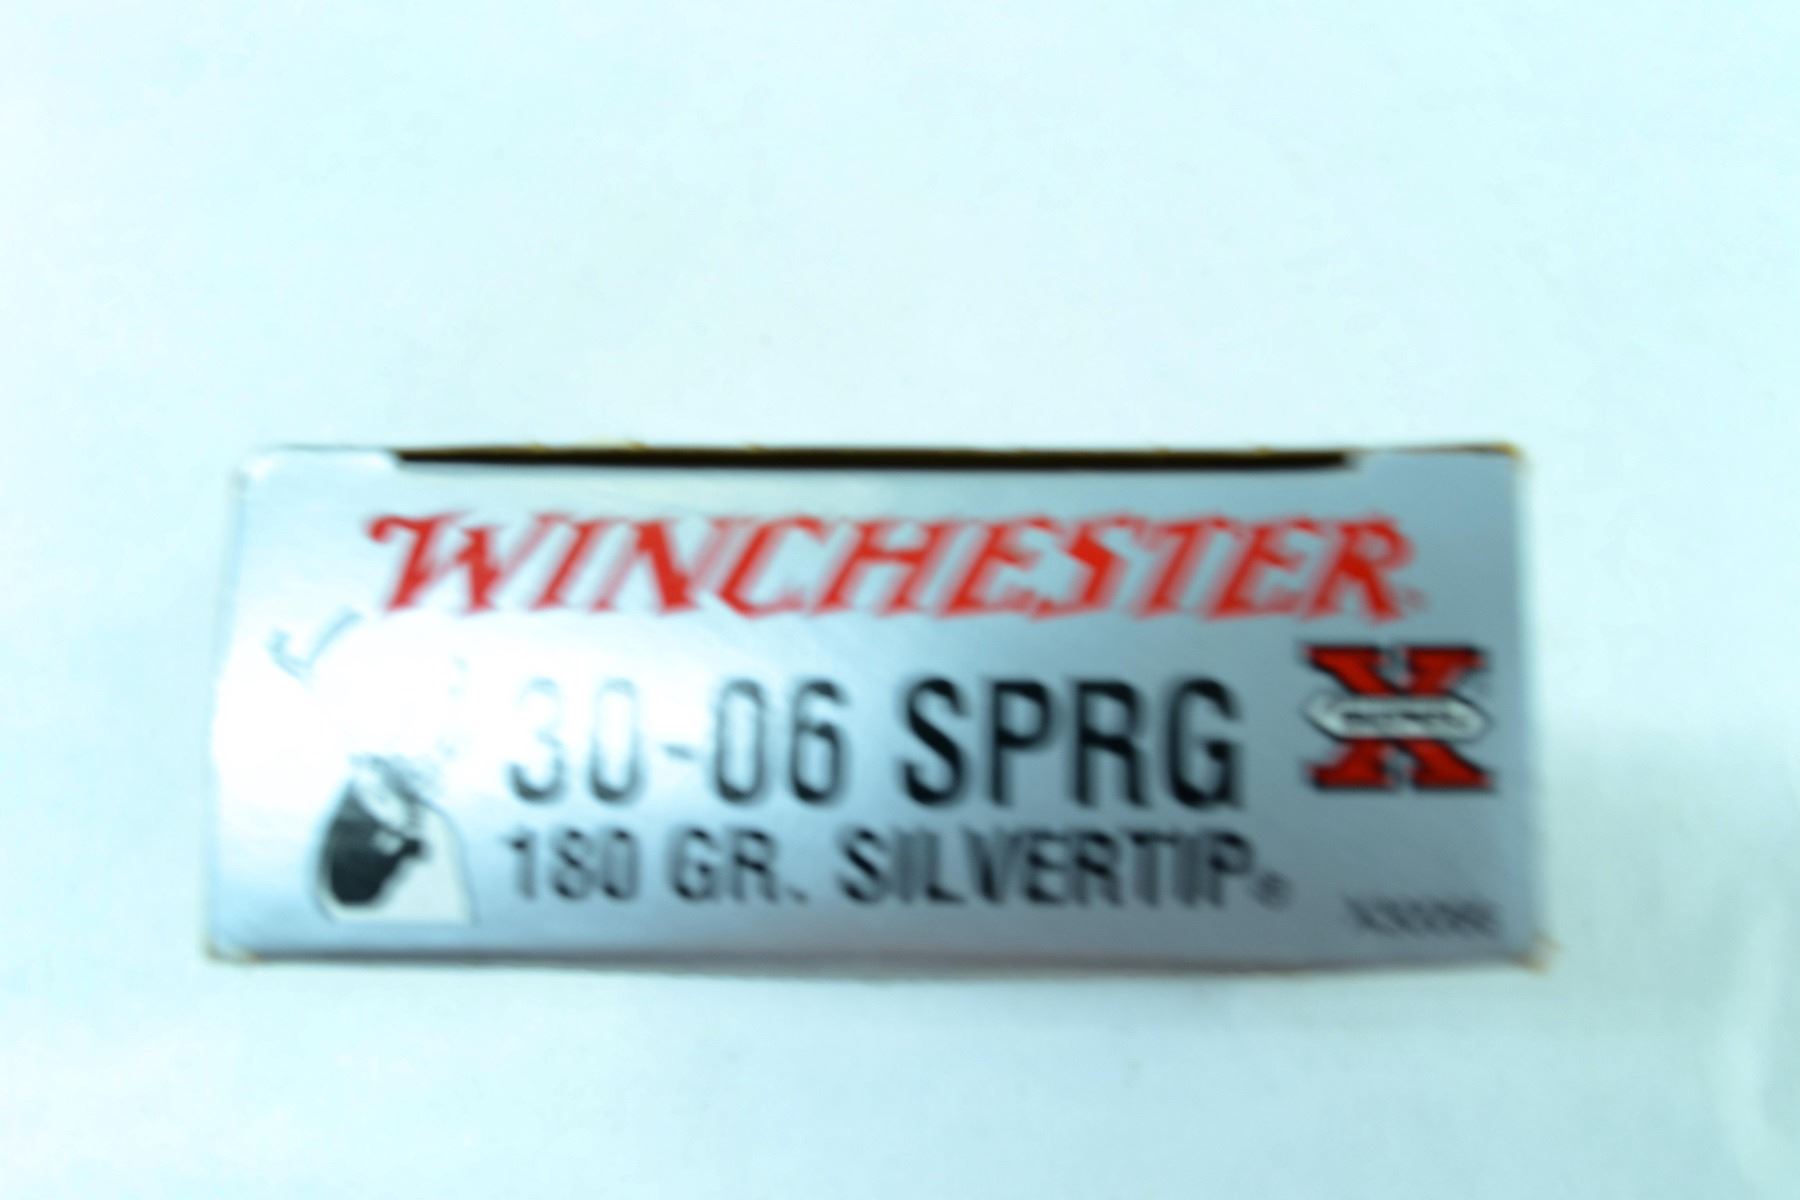 WINCHESTER
30-06 SPRG
180 GR. SILVERTIP®